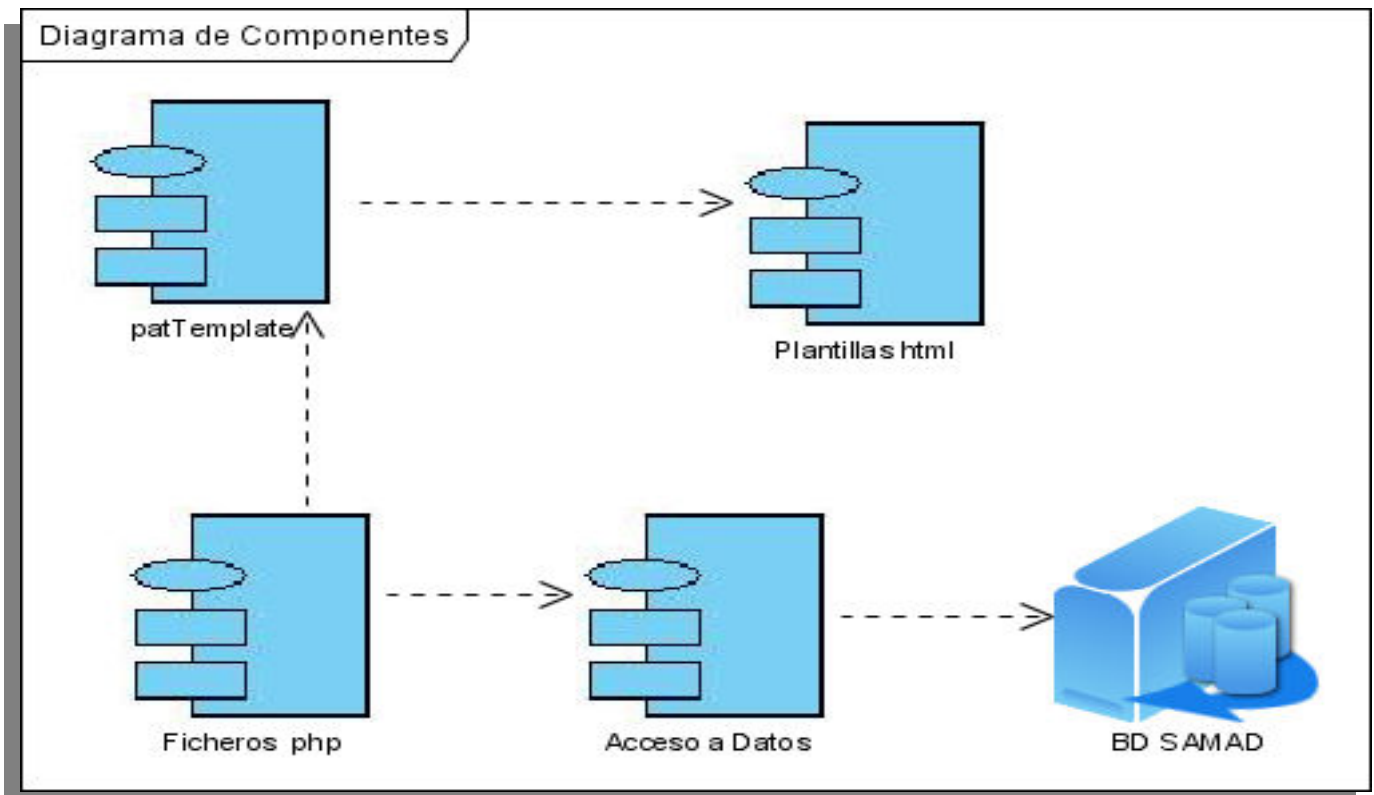 Diagrama de Componentes
patTemplate
Plantillas html
Ficheros php
Acceso a Datos
BD SAMAD